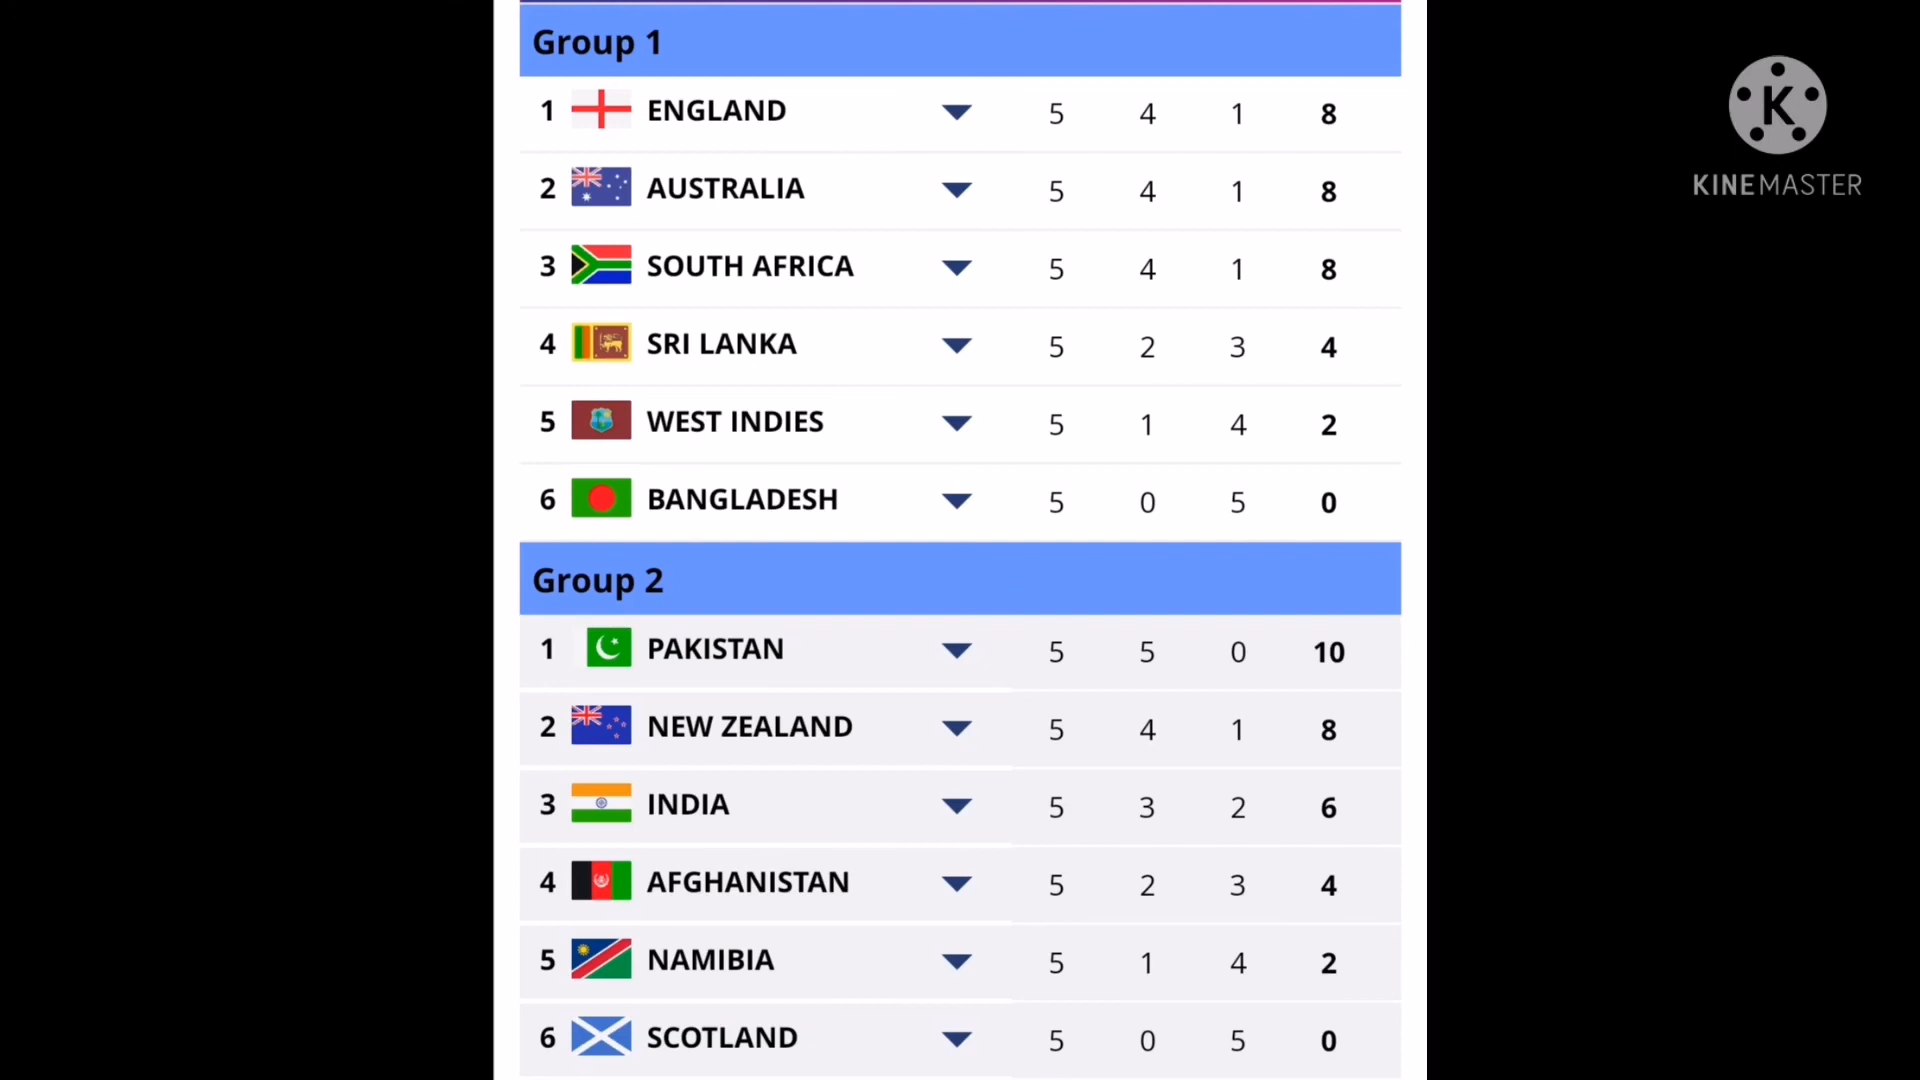 Group 1
1 ENGLAND 5 4 1 8
2 AUSTRALIA 5 4 1 8
3 SOUTH AFRICA 5 4 1 8
4 SRI LANKA 5 2 3 4
5 WEST INDIES 5 1 4 2
6 BANGLADESH 5 0 5 0
Group 2
1 PAKISTAN 5 5 0 10
2 NEW ZEALAND 5 4 1 8
3 INDIA 5 3 2 6
4 AFGHANISTAN 5 2 3 4
5 NAMIBIA 5 1 4 2
6 SCOTLAND 5 0 5 0
K
KINEMASTER